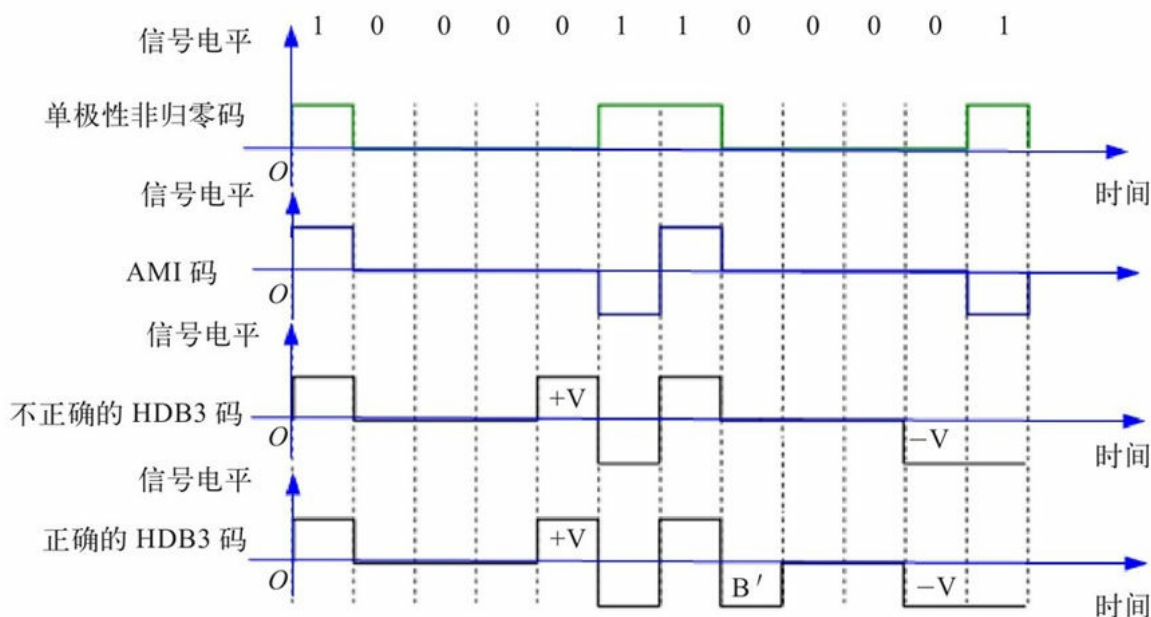 1 0 0 0 0 1 1 0 0 0 0 1
信号电平
单极性非归零码
O
时间
信号电平
AMI 码
O
信号电平
+V
不正确的 HDB3 码
O
−V
时间
信号电平
+V
正确的 HDB3 码
O
B′
−V
时间